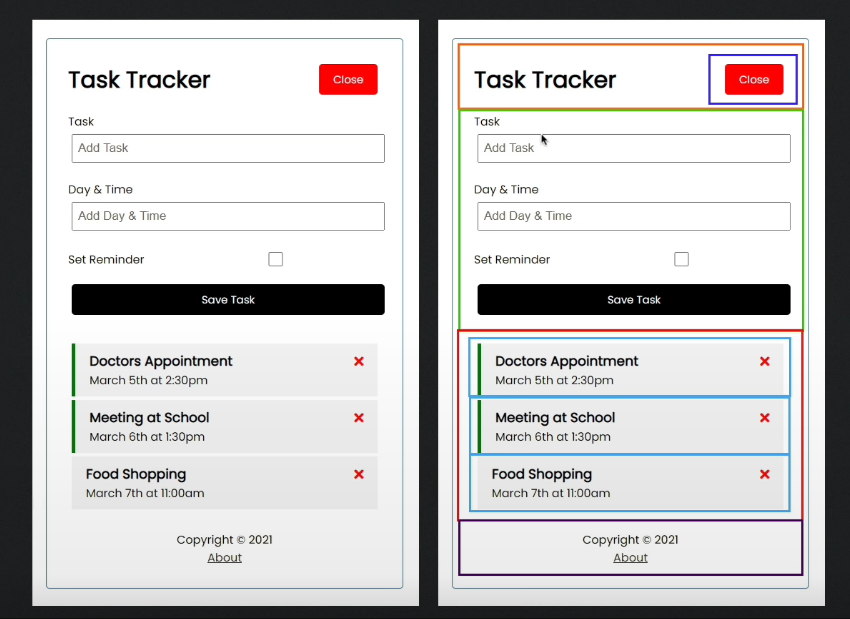 Task Tracker
Close
Task
Add Task
Day & Time
Add Day & Time
Set Reminder
Save Task
Doctors Appointment
March 5th at 2:30pm
Meeting at School
March 6th at 1:30pm
Food Shopping
March 7th at 11:00am
Copyright © 2021
About
Task Tracker
Close
Task
Add Task
Day & Time
Add Day & Time
Set Reminder
Save Task
Doctors Appointment
March 5th at 2:30pm
Meeting at School
March 6th at 1:30pm
Food Shopping
March 7th at 11:00am
Copyright © 2021
About